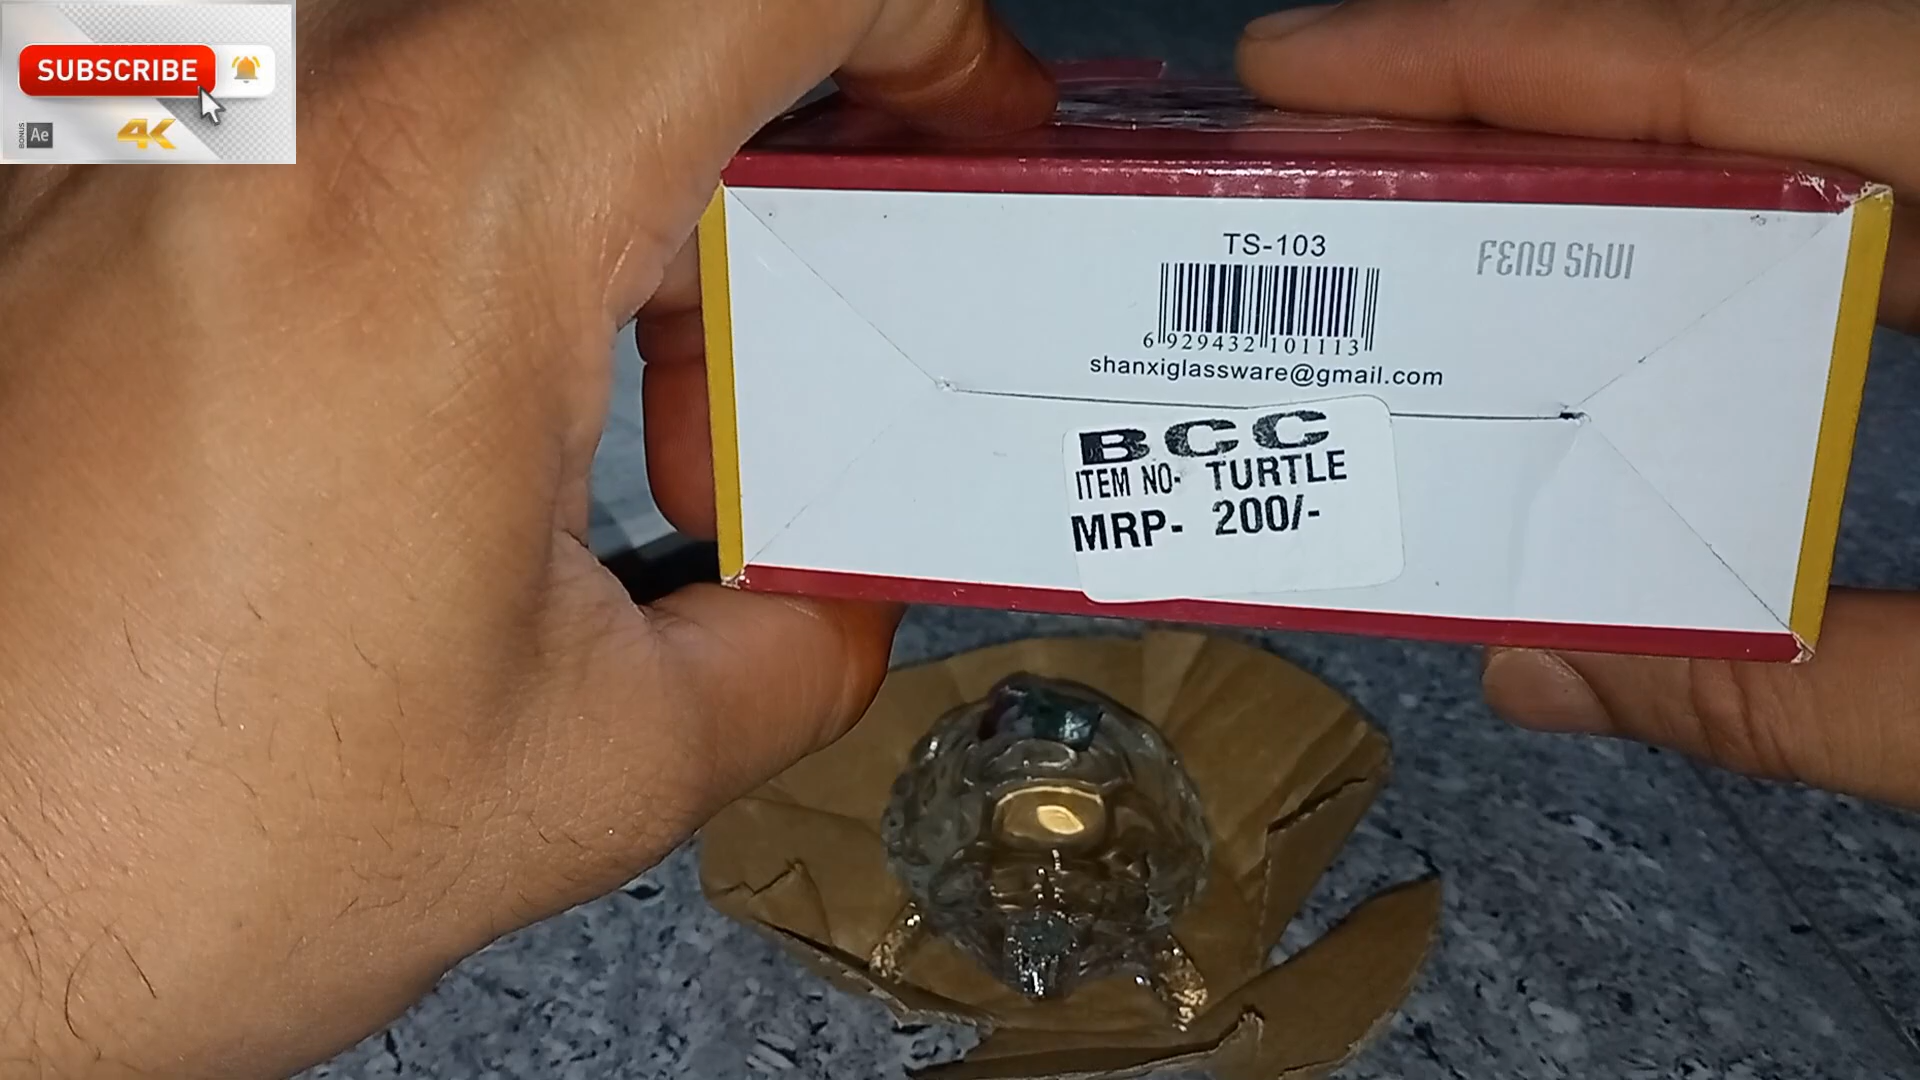 SUBSCRIBE
BONUS
Ae
4K
TS-103
FENg ShUI
6 929432 101113
shanxiglassware@gmail.com
BCC
ITEM NO- TURTLE
MRP- 200/-